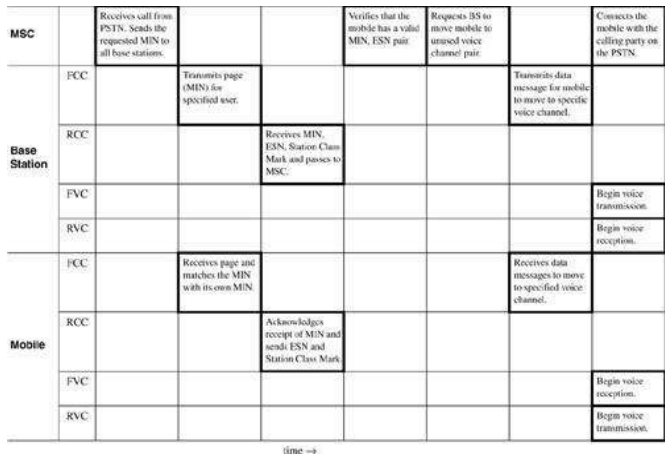 MSC
Receives call from
PSTN. Sends the
requested MIN to
all base stations.
Verifies that the
mobile has a valid
MIN, ESN pair.
Requests BS to
move mobile to
unused voice
channel pair.
Connects the
mobile with the
calling party on
the PSTN.
Base
Station
FCC
Transmits page
(MIN) for
specified user.
Transmits data
message for mobile
to move to specific
voice channel.
RCC
Receives MIN,
ESN, Station Class
Mark and passes to
MSC.
FVC
Begin voice
transmission.
RVC
Begin voice
reception.
Mobile
FCC
Receives page and
matches the MIN
with its own MIN.
Receives data
messages to move
to specified voice
channel.
RCC
Acknowledges
receipt of MIN and
sends ESN and
Station Class Mark.
FVC
Begin voice
reception.
RVC
Begin voice
transmission.
time →